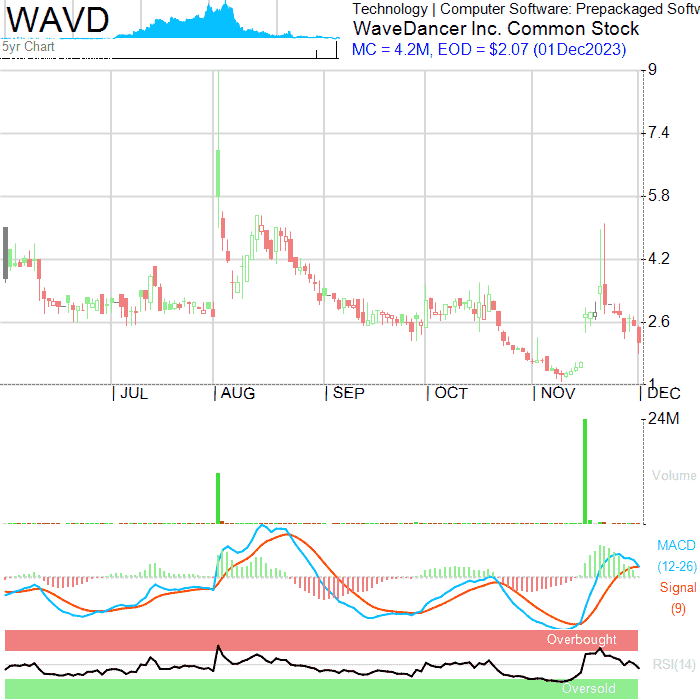 WAVD
Technology | Computer Software: Prepackaged Softw
WaveDancer Inc. Common Stock
5yr Chart
MC = 4.2M, EOD = $2.07 (01Dec2023)
9
7.4
5.8
4.2
2.6
1
| JUL | AUG | SEP | OCT | NOV | DEC
24M
Volume
MACD
(12-26)
Signal
(9)
Overbought
RSI(14)
Oversold